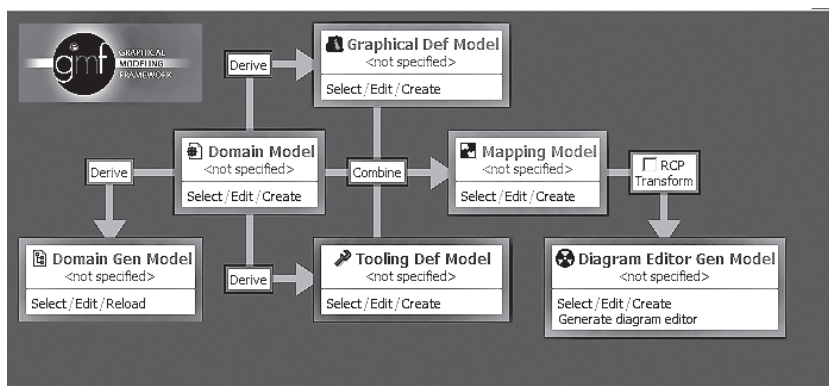 gmf
GRAPHICAL
MODELING
FRAMEWORK
Derive
Graphical Def Model
<not specified>
Select/Edit/Create
Derive
Domain Model
<not specified>
Select/Edit/Create
Combine
Mapping Model
<not specified>
Select/Edit/Create
RCP
Transform
Domain Gen Model
<not specified>
Select/Edit/Reload
Derive
Tooling Def Model
<not specified>
Select/Edit/Create
Diagram Editor Gen Model
<not specified>
Select/Edit/Create
Generate diagram editor